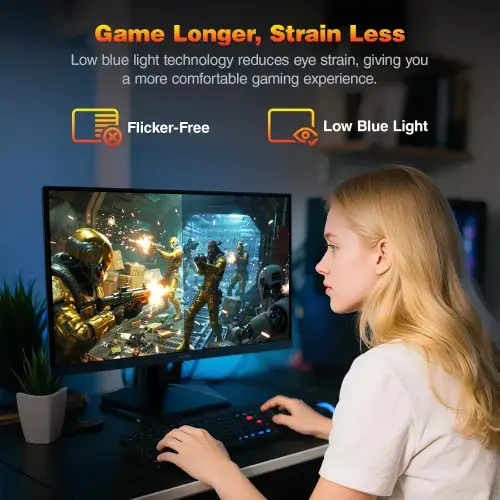 Game Longer, Strain Less
Low blue light technology reduces eye strain, giving you
a more comfortable gaming experience.
Flicker-Free
Low Blue Light